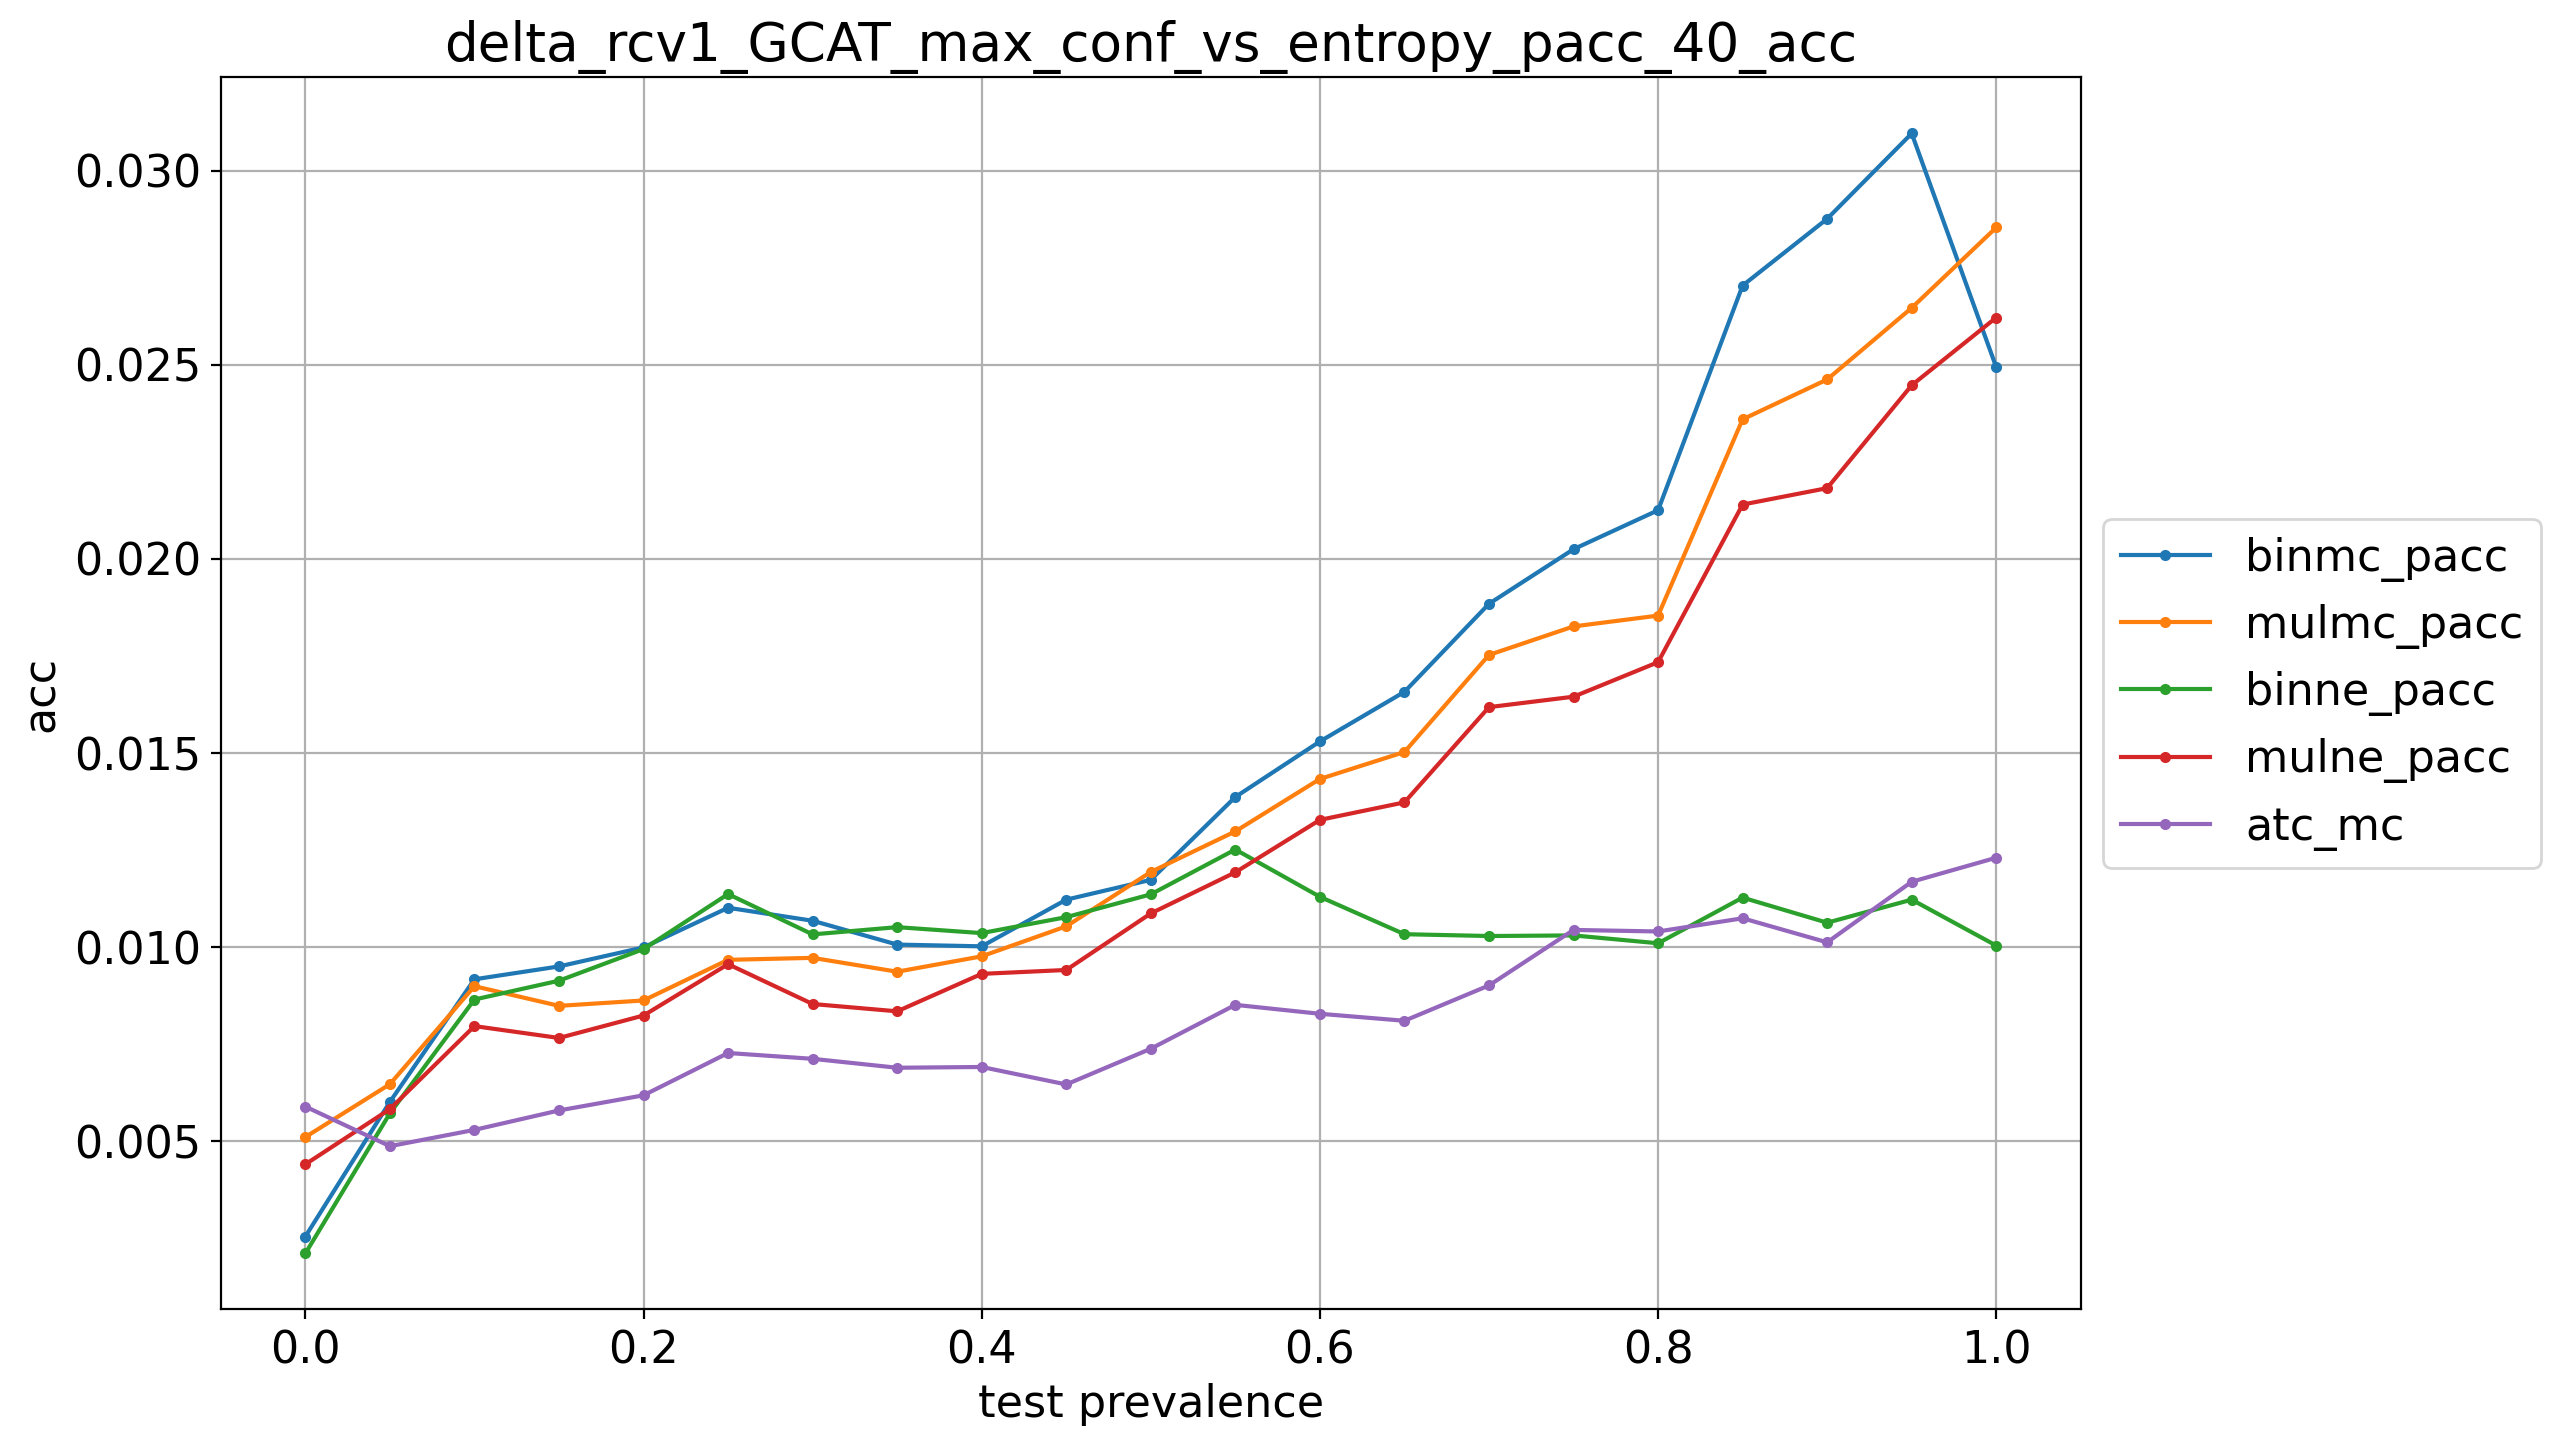 delta_rcv1_GCAT_max_conf_vs_entropy_pacc_40_acc
0.030
0.025
0.020
0.015
0.010
0.005
acc
0.0 0.2 0.4 0.6 0.8 1.0
test prevalence
binmc_pacc
mulmc_pacc
binne_pacc
mulne_pacc
atc_mc